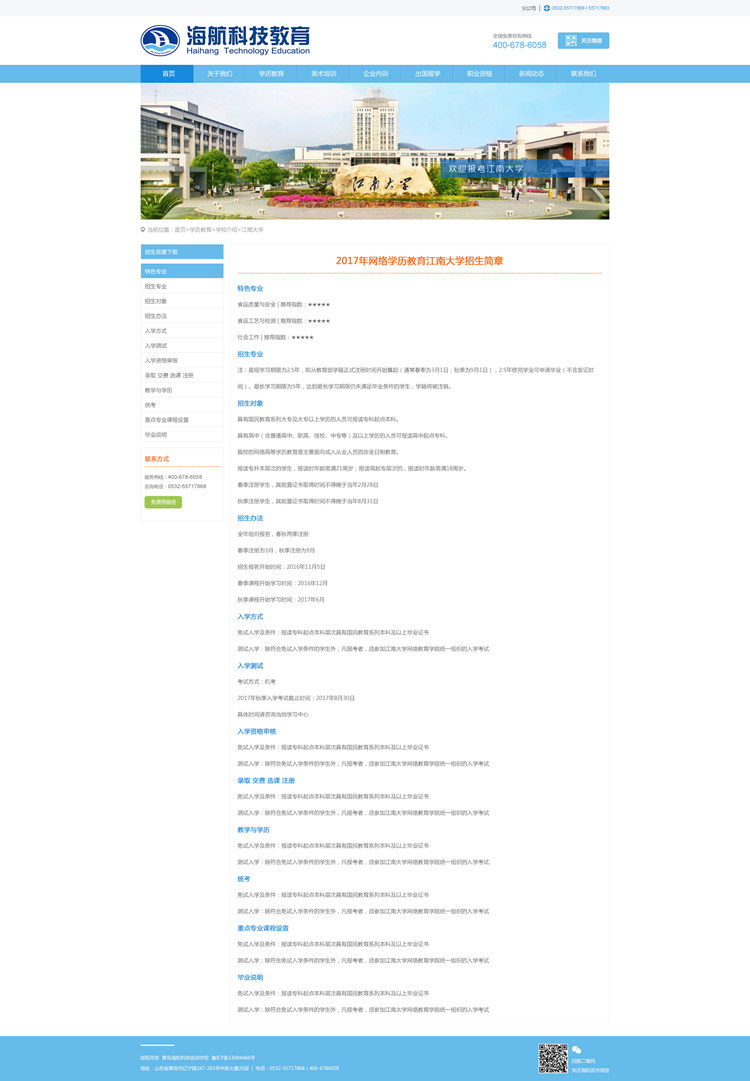 分公司 | 0532-55717868 / 55717883
海航科技教育
Haihang Technology Education
全国免费咨询热线
400-678-6058
关注微信
首页 关于我们 学历教育 美术培训 企业内训 出国留学 职业资格 新闻动态 联系我们
欢迎报考江南大学
江南大学
当前位置：首页>学历教育>学校介绍>江南大学
招生简章下载
特色专业
招生专业
招生对象
招生办法
入学方式
入学测试
入学资格审核
录取 交费 选课 注册
教学与学历
统考
重点专业课程设置
毕业说明
联系方式
服务热线：400-678-6058
咨询电话：0532-55717868
免费预报名
2017年网络学历教育江南大学招生简章
特色专业
食品质量与安全 | 推荐指数：★★★★★
食品工艺与检测 | 推荐指数：★★★★★
社会工作 | 推荐指数：★★★★★
招生专业
注：最短学习期限为2.5年，即从教育部学籍正式注册时间开始算起（通常春季为3月1日；秋季为9月1日），2.5年修完学业可申请毕业（不含发证时
间）。最长学习期限为5年，达到最长学习期限仍未满足毕业条件的学生，学籍将被注销。
招生对象
具有国民教育系列大专及大专以上学历的人员可报读专科起点本科。
具有高中（含普通高中、职高、技校、中专等）及以上学历的人员可报读高中起点专科。
我校的网络高等学历教育是主要面向成人从业人员的非全日制教育。
报读专升本层次的学生，报读时年龄需满21周岁；报读高起专层次的，报读时年龄需满18周岁。
春季注册学生，其前置证书取得时间不得晚于当年2月28日
秋季注册学生，其前置证书取得时间不得晚于当年8月31日
招生办法
全年组织报名，春秋两季注册
春季注册为3月，秋季注册为9月
招生报名开始时间：2016年11月5日
春季课程开始学习时间：2016年12月
秋季课程开始学习时间：2017年6月
入学方式
免试入学及条件：报读专科起点本科层次具有国民教育系列本科及以上毕业证书
测试入学：除符合免试入学条件的学生外，凡报考者，须参加江南大学网络教育学院统一组织的入学考试
入学测试
考试方式：机考
2017年秋季入学考试截止时间：2017年8月30日
具体时间请咨询当地学习中心
入学资格审核
免试入学及条件：报读专科起点本科层次具有国民教育系列本科及以上毕业证书
测试入学：除符合免试入学条件的学生外，凡报考者，须参加江南大学网络教育学院统一组织的入学考试
录取 交费 选课 注册
免试入学及条件：报读专科起点本科层次具有国民教育系列本科及以上毕业证书
测试入学：除符合免试入学条件的学生外，凡报考者，须参加江南大学网络教育学院统一组织的入学考试
教学与学历
免试入学及条件：报读专科起点本科层次具有国民教育系列本科及以上毕业证书
测试入学：除符合免试入学条件的学生外，凡报考者，须参加江南大学网络教育学院统一组织的入学考试
统考
免试入学及条件：报读专科起点本科层次具有国民教育系列本科及以上毕业证书
测试入学：除符合免试入学条件的学生外，凡报考者，须参加江南大学网络教育学院统一组织的入学考试
重点专业课程设置
免试入学及条件：报读专科起点本科层次具有国民教育系列本科及以上毕业证书
测试入学：除符合免试入学条件的学生外，凡报考者，须参加江南大学网络教育学院统一组织的入学考试
毕业说明
免试入学及条件：报读专科起点本科层次具有国民教育系列本科及以上毕业证书
测试入学：除符合免试入学条件的学生外，凡报考者，须参加江南大学网络教育学院统一组织的入学考试
版权所有 青岛海航科技培训学校 鲁ICP备13004466号
地址：山东省青岛市辽宁路247-263号中航大厦20层 | 电话：0532-55717868 / 400-6786058
扫描二维码
关注海航官方微信